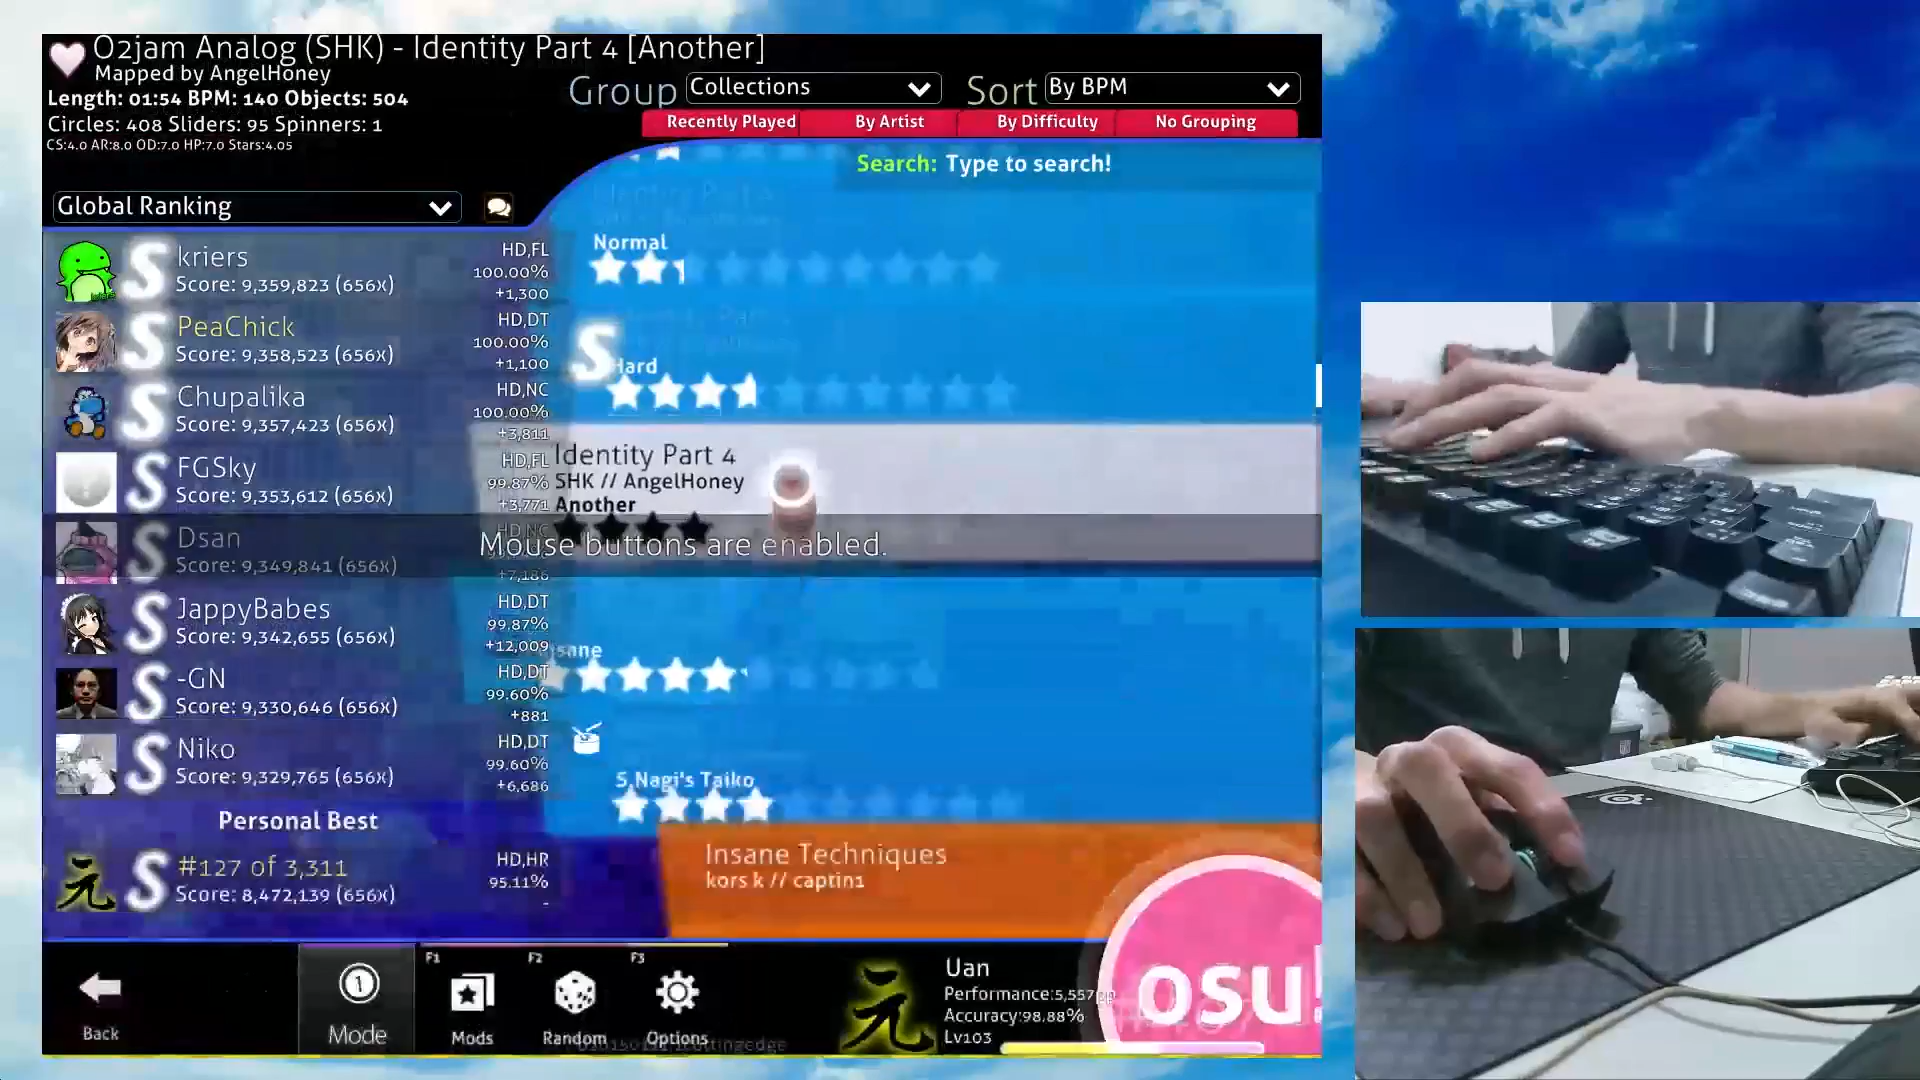 O2jam Analog (SHK) - Identity Part 4 [Another]
Mapped by AngelHoney
Length: 01:54 BPM: 140 Objects: 504
Circles: 408 Sliders: 95 Spinners: 1
CS:4.0 AR:8.0 OD:7.0 HP:7.0 Stars:4.05
Group Collections
Sort By BPM
Recently Played By Artist By Difficulty No Grouping
Search: Type to search!
Global Ranking
kriers HD,FL
Score: 9,359,823 (656x) 100.00%
+1,300
PeaChick HD,DT
Score: 9,358,523 (656x) 100.00%
+1,100
Chupalika HD,NC
Score: 9,357,423 (656x) 100.00%
+3,811
FGSky HD,FL
Score: 9,353,612 (656x) 99.87%
+3,771
Dsan HD,NC
Score: 9,349,841 (656x)
+7,186
JappyBabes HD,DT
Score: 9,342,655 (656x) 99.87%
+12,009
-GN HD,DT
Score: 9,330,646 (656x) 99.60%
+881
Niko HD,DT
Score: 9,329,765 (656x) 99.60%
+6,686
Personal Best
#127 of 3,311 HD,HR
Score: 8,472,139 (656x) 95.11%
-
Normal
S
Hard
Identity Part 4
SHK // AngelHoney
Another
Mouse buttons are enabled.
sane
S.Nagi's Taiko
Insane Techniques
kors k // captin1
Back
Mode
F1 Mods
F2 Random
F3 Options
cuttingedge
元
Uan
Performance:5,557pp
Accuracy:98.88%
Lv103
osu!